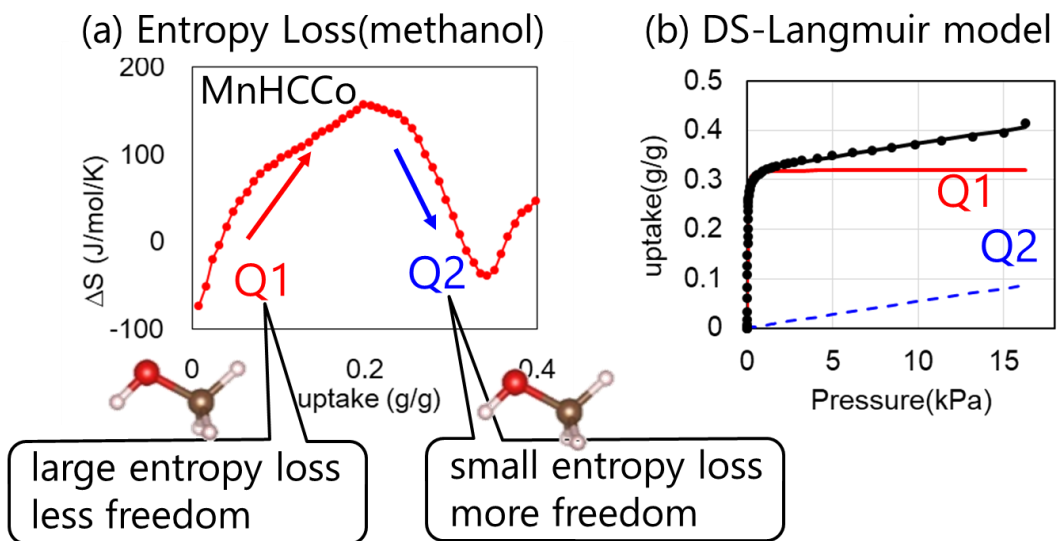 (a) Entropy Loss(methanol)
200
100
0
-100
ΔS (J/mol/K)
MnHCCo
Q1
Q2
0
0.2
0.4
uptake (g/g)
large entropy loss
less freedom
small entropy loss
more freedom
(b) DS-Langmuir model
0.5
0.4
0.3
0.2
0.1
0
uptake(g/g)
Q1
Q2
0
5
10
15
Pressure(kPa)